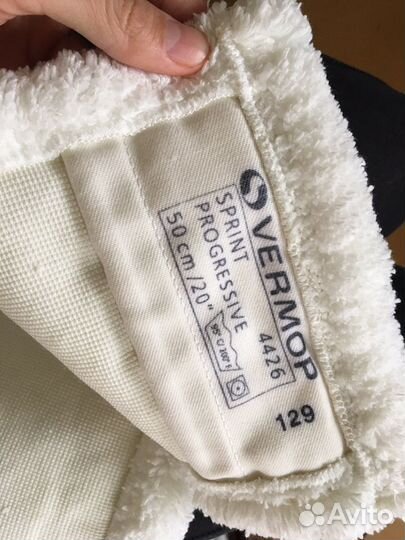 VERMOP
SPRINT 4426
PROGRESSIVE
50 cm/20"
129
Avito